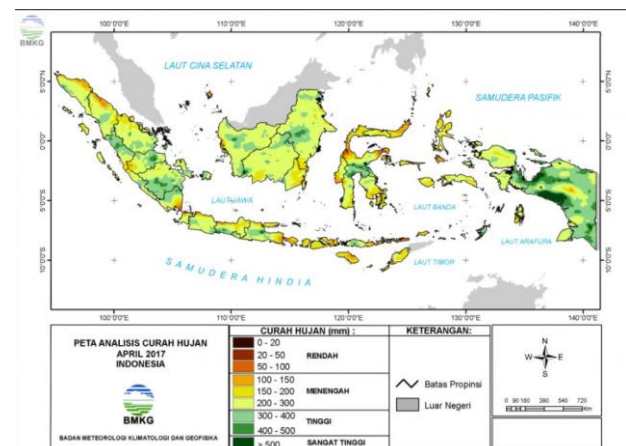 BMKG
100°0'0"E 110°0'0"E 120°0'0"E 130°0'0"E 140°0'0"E
5°0'0"N
0°0'0"
5°0'0"S
10°0'0"S
LAUT CINA SELATAN
SAMUDERA PASIFIK
LAUT JAWA
LAUT BANDA
LAUT ARAFURA
LAUT TIMOR
SAMUDERA HINDIA
5°0'0"N
0°0'0"
5°0'0"S
10°0'0"S
100°0'0"E 110°0'0"E 120°0'0"E 130°0'0"E 140°0'0"E
PETA ANALISIS CURAH HUJAN
APRIL 2017
INDONESIA
BMKG
BADAN METEOROLOGI KLIMATOLOGI DAN GEOFISIKA
CURAH HUJAN (mm) :
0 - 20
20 - 50 RENDAH
50 - 100
100 - 150
150 - 200 MENENGAH
200 - 300
300 - 400 TINGGI
400 - 500
> 500 SANGAT TINGGI
KETERANGAN:
Batas Propinsi
Luar Negeri
N
W E
S
0 90 180 360 540 720
Km